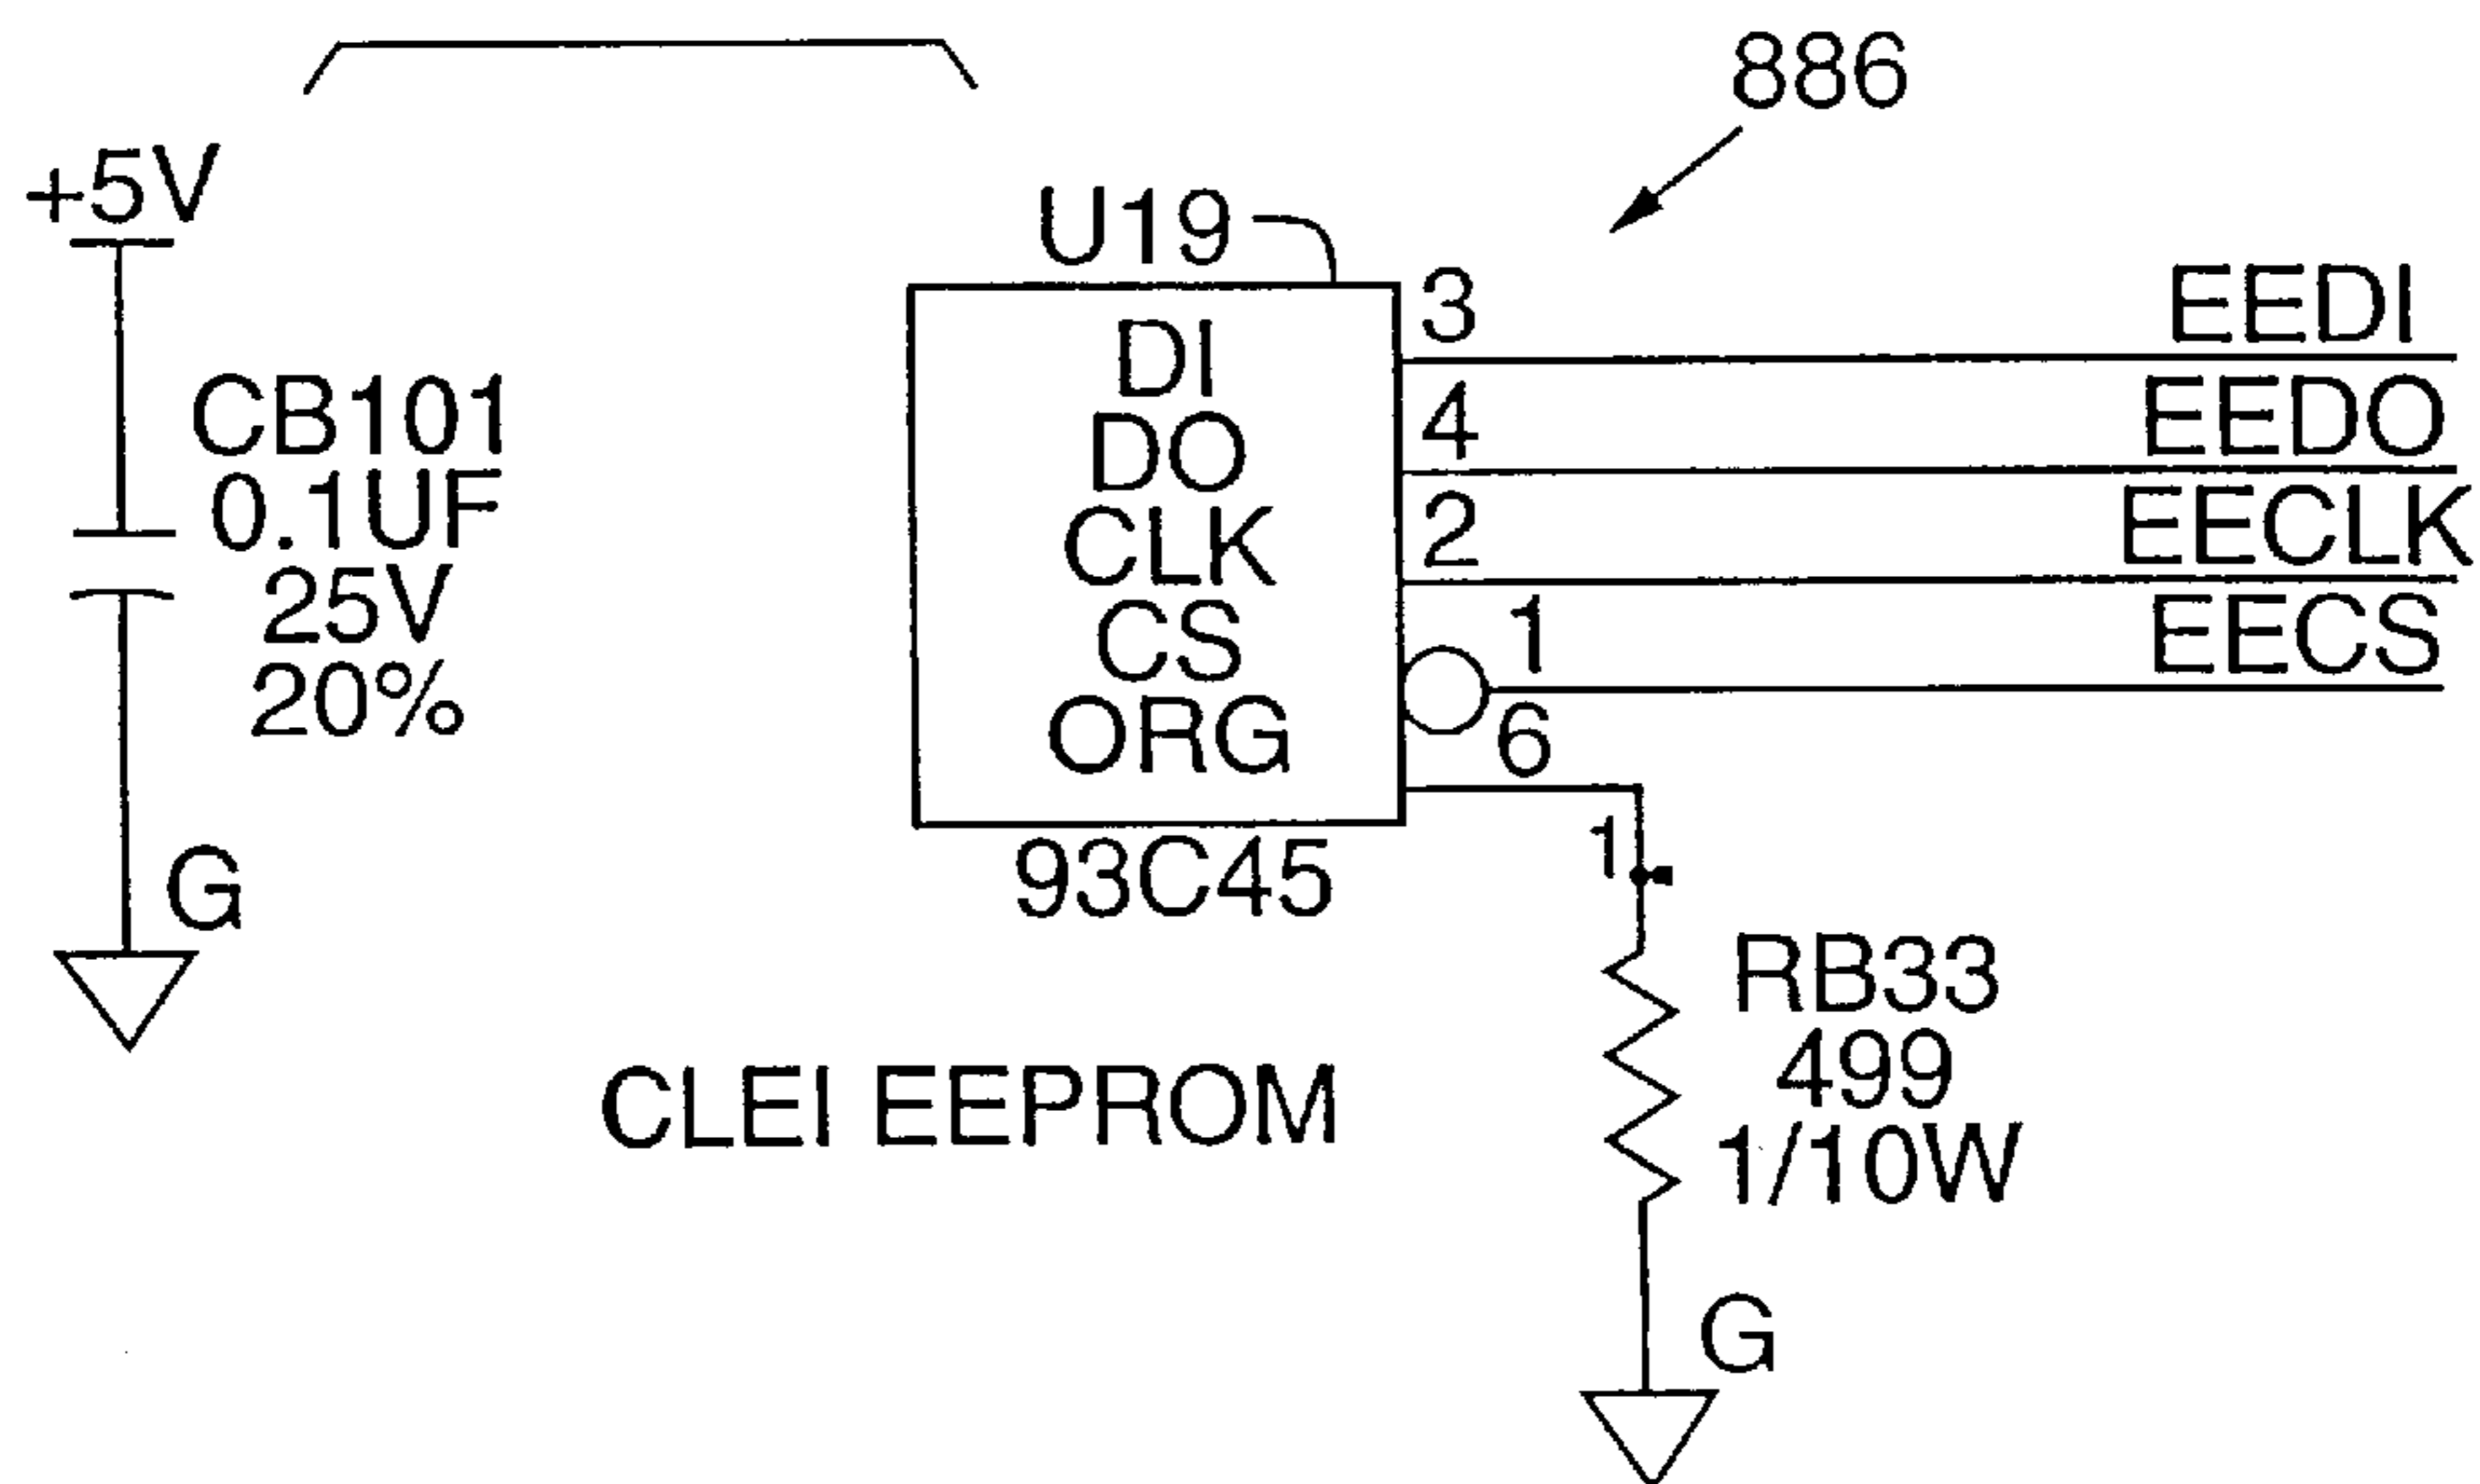 886
+5V
U19
3
EEDI
DI
4
EEDO
CB101
DO
0.1UF
2
EECLK
CLK
25V
1
EECS
CS
20%
6
ORG
1
93C45
G
RB33
499
CLEI EEPROM
1/10W
G